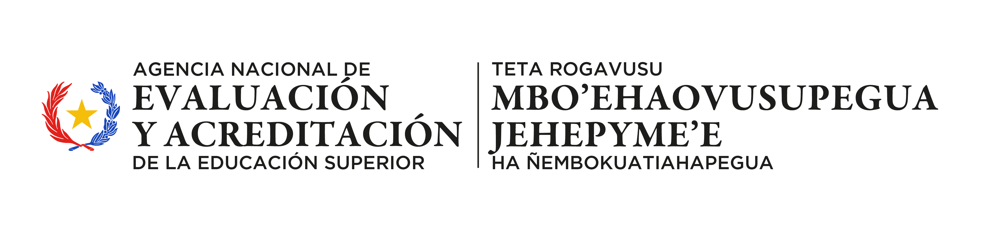 AGENCIA NACIONAL DE
EVALUACIÓN
Y ACREDITACIÓN
DE LA EDUCACIÓN SUPERIOR
TETA ROGAVUSU
MBO’EHAOVUSUPEGUA
JEHEPYME’E
HA ÑEMBOKUATIAHAPEGUA